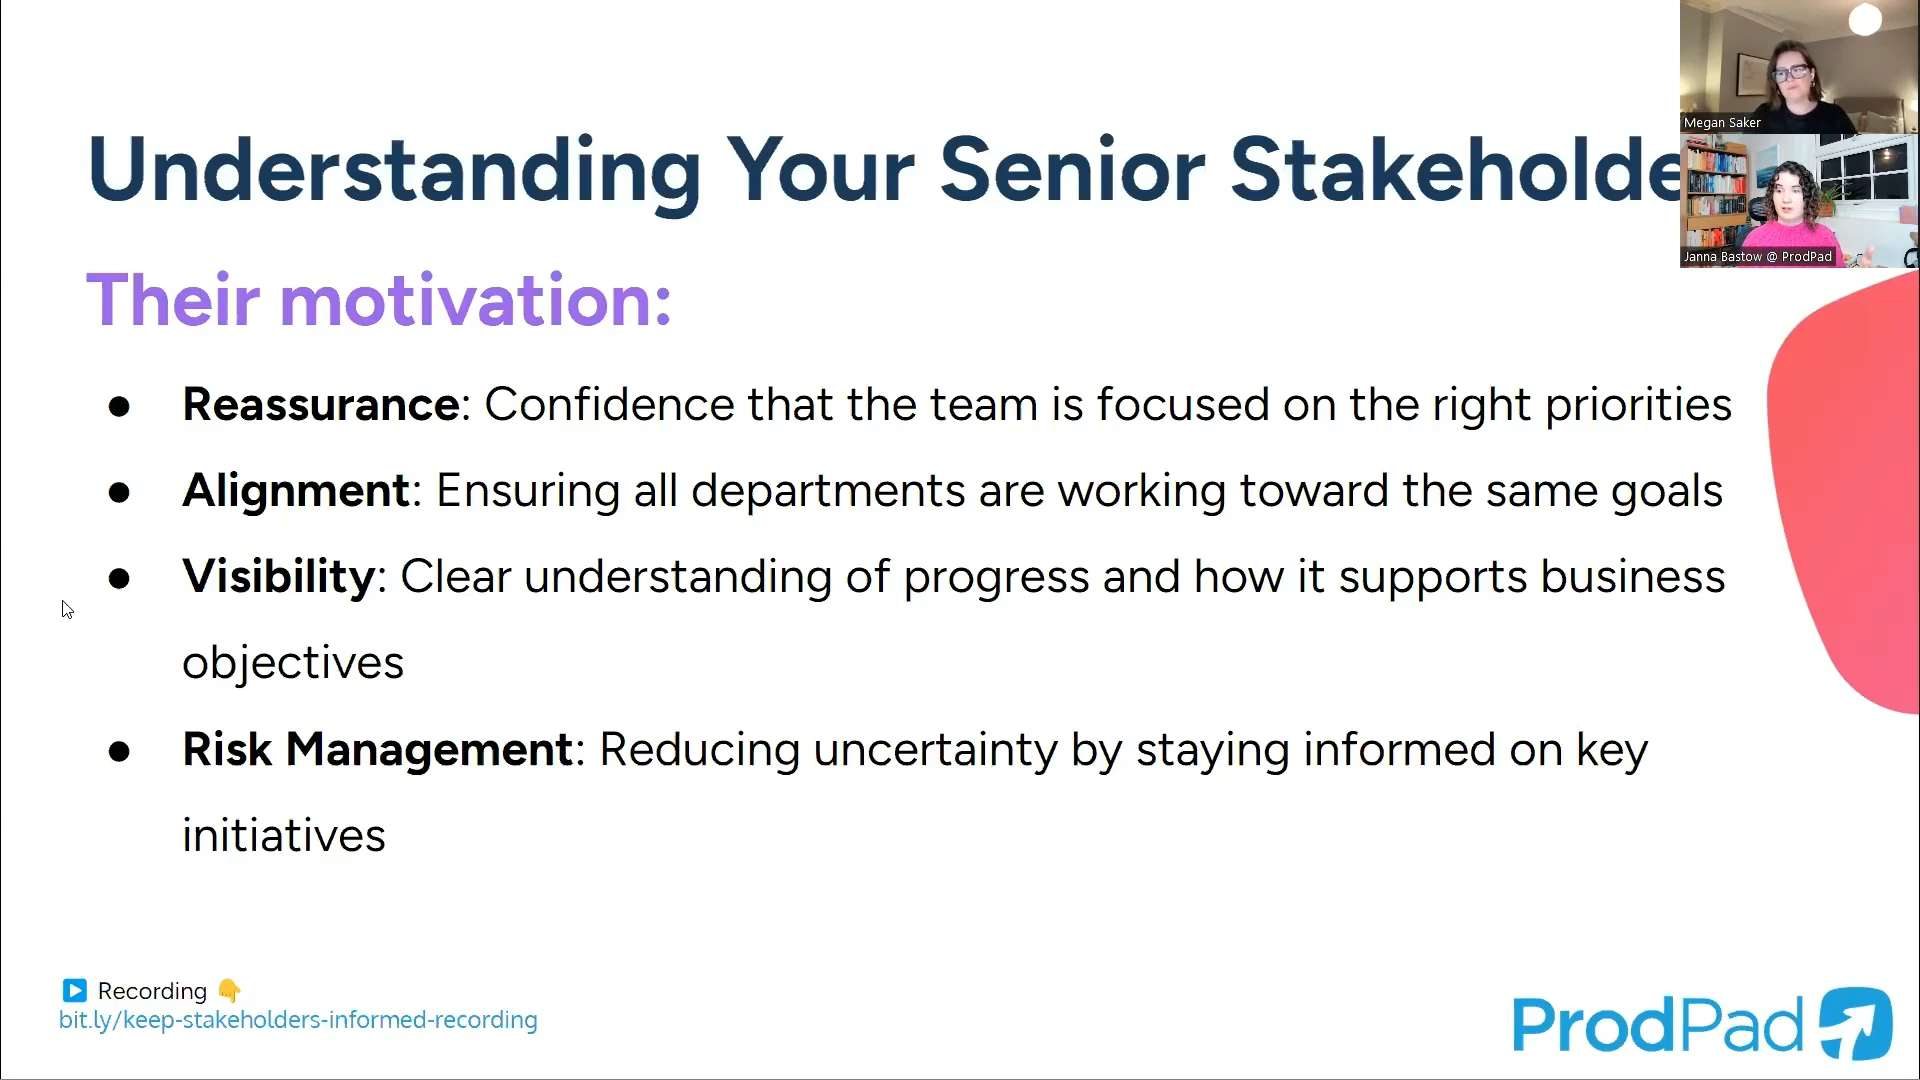 Understanding Your Senior Stakeholde
Megan Saker
Janna Bastow @ ProdPad
Their motivation:
● Reassurance: Confidence that the team is focused on the right priorities
● Alignment: Ensuring all departments are working toward the same goals
● Visibility: Clear understanding of progress and how it supports business
objectives
● Risk Management: Reducing uncertainty by staying informed on key
initiatives
▶️ Recording 👇
bit.ly/keep-stakeholders-informed-recording
ProdPad